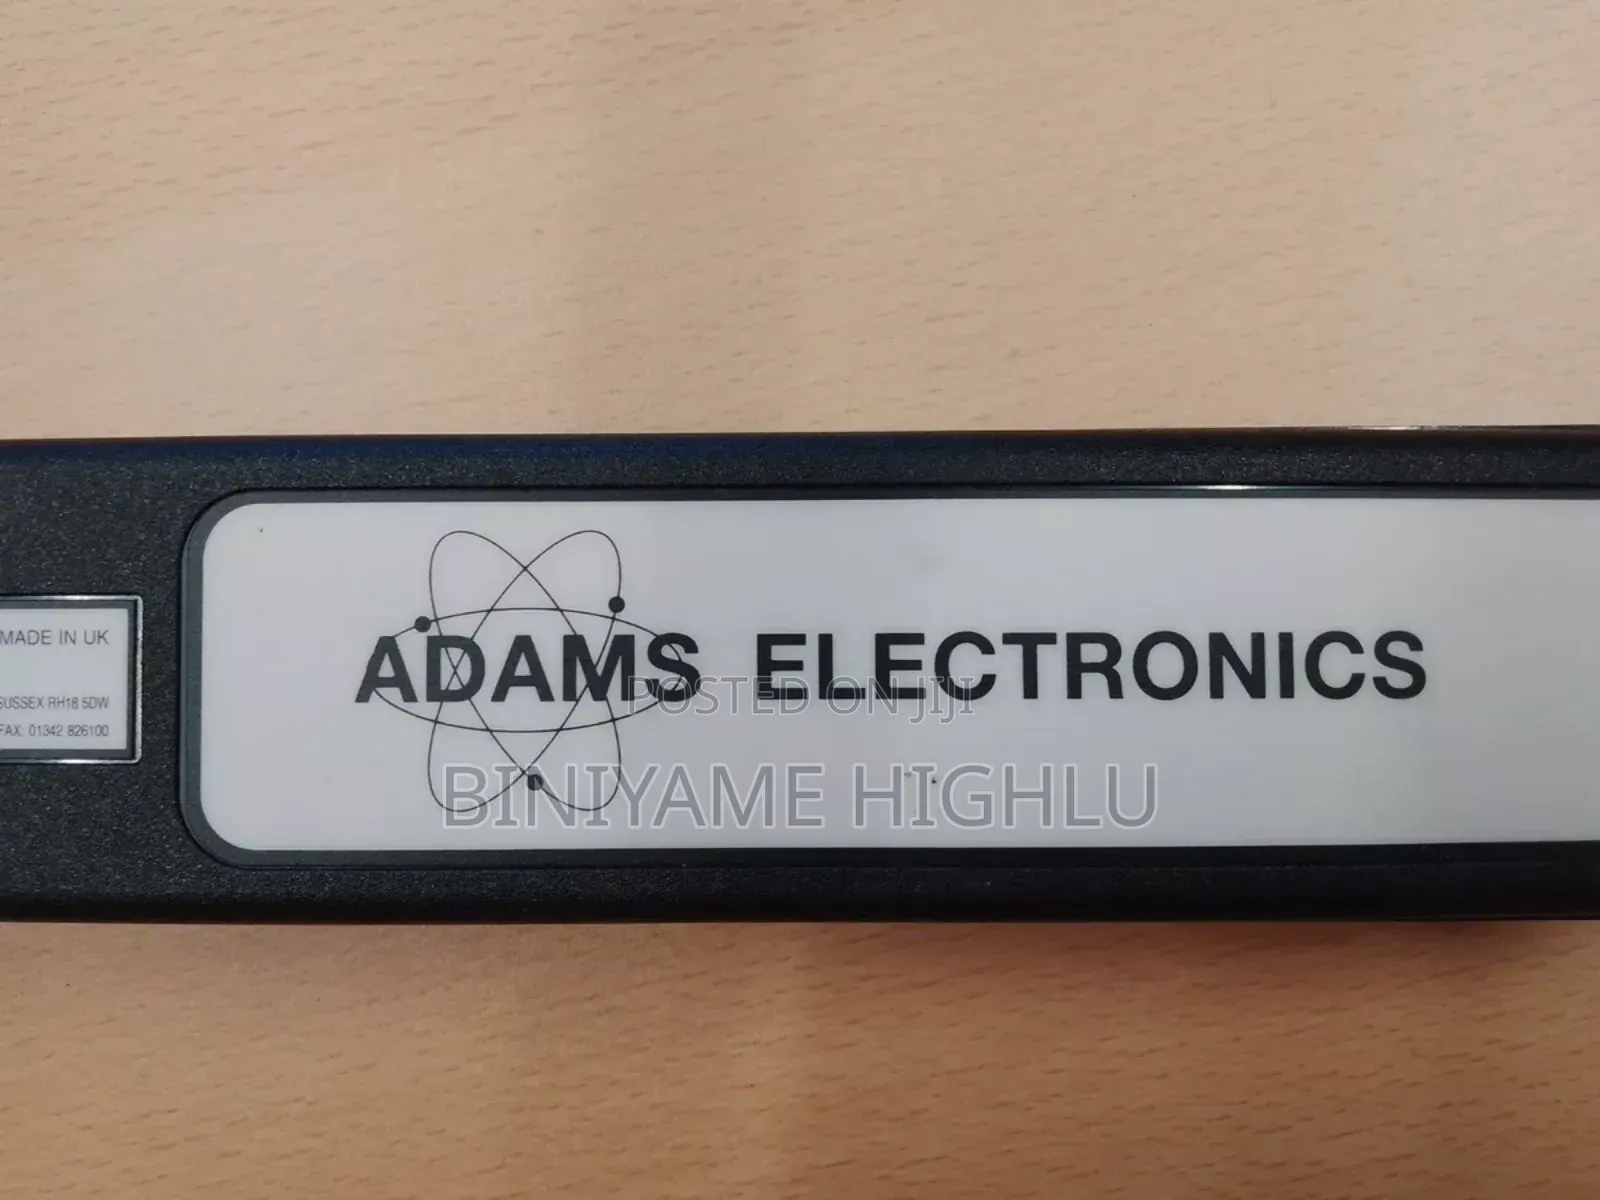 MADE IN UK
SUSSEX RH18 5DW
FAX: 01342 826100
ADAMS ELECTRONICS
POSTED ON JIJI
BINIYAME HIGHLU